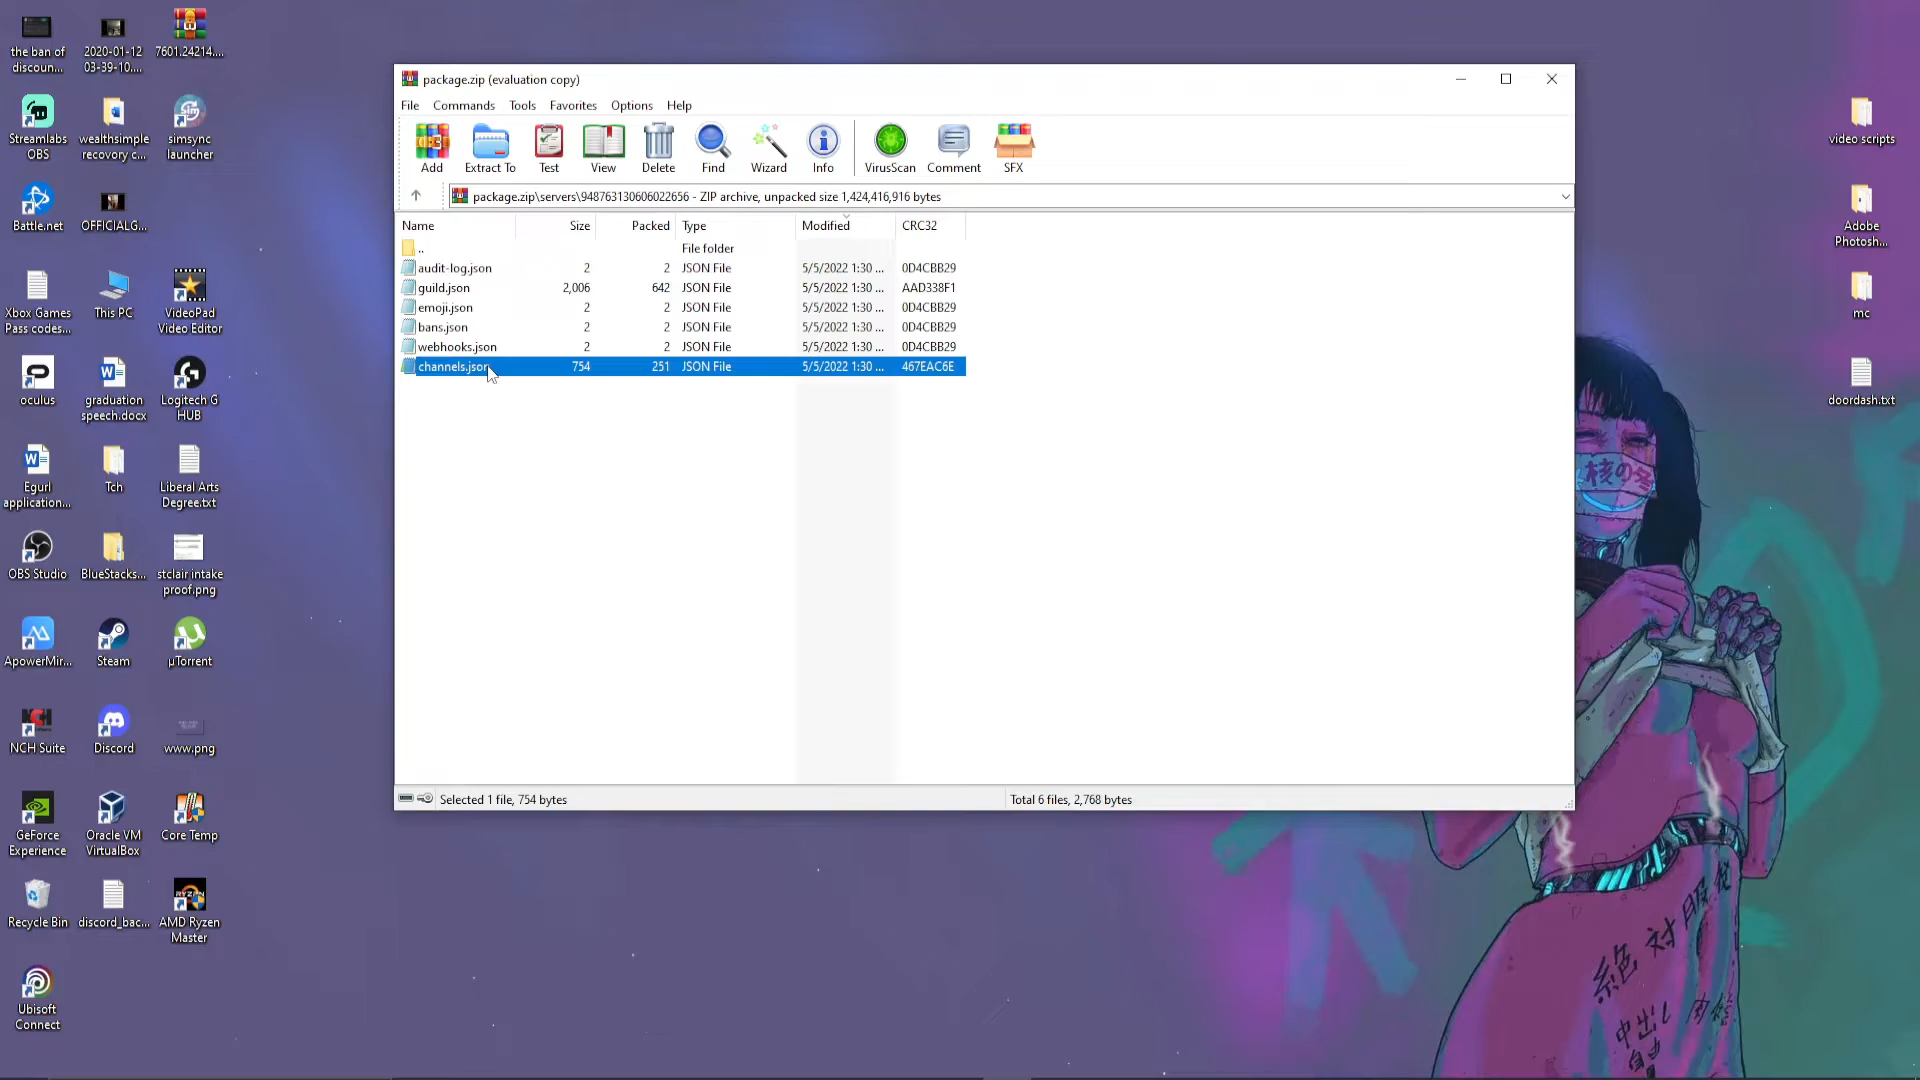 the ban of
discoun...
2020-01-12
03-39-10....
7601.24214....
Streamlabs
OBS
wealthsimple
recovery c...
simsync
launcher
Battle.net
OFFICIALG...
Xbox Games
Pass codes...
This PC
VideoPad
Video Editor
oculus
graduation
speech.docx
Logitech G
HUB
Egurl
application...
Tch
Liberal Arts
Degree.txt
OBS Studio
BlueStacks...
stclair intake
proof.png
ApowerMir...
Steam
µTorrent
NCH Suite
Discord
www.png
GeForce
Experience
Oracle VM
VirtualBox
Core Temp
Recycle Bin
discord_bac...
AMD Ryzen
Master
Ubisoft
Connect
package.zip (evaluation copy)
File Commands Tools Favorites Options Help
Add Extract To Test View Delete Find Wizard Info VirusScan Comment SFX
package.zip\servers\948763130606022656 - ZIP archive, unpacked size 1,424,416,916 bytes
Name Size Packed Type Modified CRC32
.. File folder
audit-log.json 2 2 JSON File 5/5/2022 1:30 ... 0D4CBB29
guild.json 2,006 642 JSON File 5/5/2022 1:30 ... AAD338F1
emoji.json 2 2 JSON File 5/5/2022 1:30 ... 0D4CBB29
bans.json 2 2 JSON File 5/5/2022 1:30 ... 0D4CBB29
webhooks.json 2 2 JSON File 5/5/2022 1:30 ... 0D4CBB29
channels.json 754 251 JSON File 5/5/2022 1:30 ... 467EAC6E
Selected 1 file, 754 bytes
Total 6 files, 2,768 bytes
video scripts
Adobe
Photosh...
mc
doordash.txt
核の冬
絶対服従
中出し